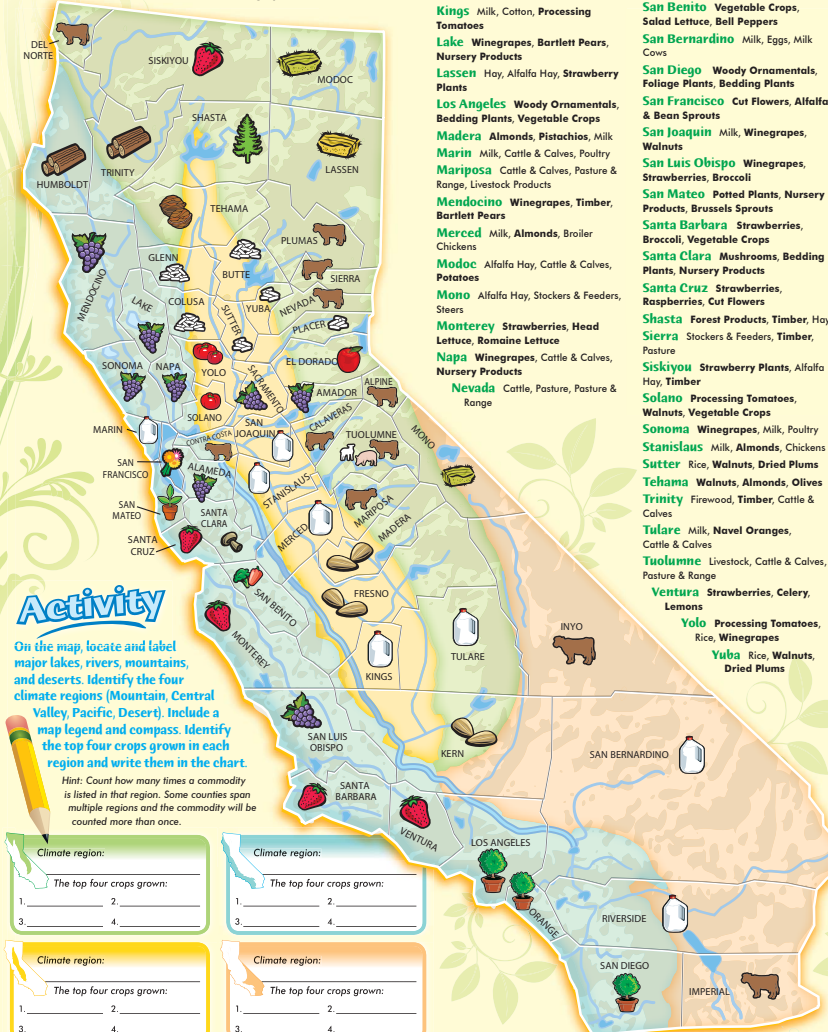 DEL
NORTE
SISKIYOU
MODOC
SHASTA
HUMBOLDT
TRINITY
LASSEN
TEHAMA
PLUMAS
MENDOCINO
GLENN
BUTTE
SIERRA
LAKE
COLUSA
SUTTER
YUBA
NEVADA
PLACER
SONOMA
NAPA
YOLO
SACRAMENTO
EL DORADO
ALPINE
AMADOR
SOLANO
MARIN
CONTRA COSTA
SAN
JOAQUIN
CALAVERAS
TUOLUMNE
MONO
SAN
FRANCISCO
ALAMEDA
STANISLAUS
SAN
MATEO
SANTA
CLARA
MERCED
MARIPOSA
MADERA
SANTA
CRUZ
SAN BENITO
FRESNO
MONTEREY
KINGS
TULARE
INYO
SAN LUIS
OBISPO
KERN
SAN BERNARDINO
SANTA
BARBARA
VENTURA
LOS ANGELES
ORANGE
RIVERSIDE
SAN DIEGO
IMPERIAL
Kings Milk, Cotton, Processing
Tomatoes
Lake Winegrapes, Bartlett Pears,
Nursery Products
Lassen Hay, Alfalfa Hay, Strawberry
Plants
Los Angeles Woody Ornamentals,
Bedding Plants, Vegetable Crops
Madera Almonds, Pistachios, Milk
Marin Milk, Cattle & Calves, Poultry
Mariposa Cattle & Calves, Pasture &
Range, Livestock Products
Mendocino Winegrapes, Timber,
Bartlett Pears
Merced Milk, Almonds, Broiler
Chickens
Modoc Alfalfa Hay, Cattle & Calves,
Potatoes
Mono Alfalfa Hay, Stockers & Feeders,
Steers
Monterey Strawberries, Head
Lettuce, Romaine Lettuce
Napa Winegrapes, Cattle & Calves,
Nursery Products
Nevada Cattle, Pasture, Pasture &
Range
San Benito Vegetable Crops,
Salad Lettuce, Bell Peppers
San Bernardino Milk, Eggs, Milk
Cows
San Diego Woody Ornamentals,
Foliage Plants, Bedding Plants
San Francisco Cut Flowers, Alfalfa
& Bean Sprouts
San Joaquin Milk, Winegrapes,
Walnuts
San Luis Obispo Winegrapes,
Strawberries, Broccoli
San Mateo Potted Plants, Nursery
Products, Brussels Sprouts
Santa Barbara Strawberries,
Broccoli, Vegetable Crops
Santa Clara Mushrooms, Bedding
Plants, Nursery Products
Santa Cruz Strawberries,
Raspberries, Cut Flowers
Shasta Forest Products, Timber, Hay
Sierra Stockers & Feeders, Timber,
Pasture
Siskiyou Strawberry Plants, Alfalfa
Hay, Timber
Solano Processing Tomatoes,
Walnuts, Vegetable Crops
Sonoma Winegrapes, Milk, Poultry
Stanislaus Milk, Almonds, Chickens
Sutter Rice, Walnuts, Dried Plums
Tehama Walnuts, Almonds, Olives
Trinity Firewood, Timber, Cattle &
Calves
Tulare Milk, Navel Oranges,
Cattle & Calves
Tuolumne Livestock, Cattle & Calves,
Pasture & Range
Ventura Strawberries, Celery,
Lemons
Yolo Processing Tomatoes,
Rice, Winegrapes
Yuba Rice, Walnuts,
Dried Plums
Activity
On the map, locate and label
major lakes, rivers, mountains,
and deserts. Identify the four
climate regions (Mountain, Central
Valley, Pacific, Desert). Include a
map legend and compass. Identify
the top four crops grown in each
region and write them in the chart.
Hint: Count how many times a commodity
is listed in that region. Some counties span
multiple regions and the commodity will be
counted more than once.
Climate region:
The top four crops grown:
1. 2.
3. 4.
Climate region:
The top four crops grown:
1. 2.
3. 4.
Climate region:
The top four crops grown:
1. 2.
3. 4.
Climate region:
The top four crops grown:
1. 2.
3. 4.